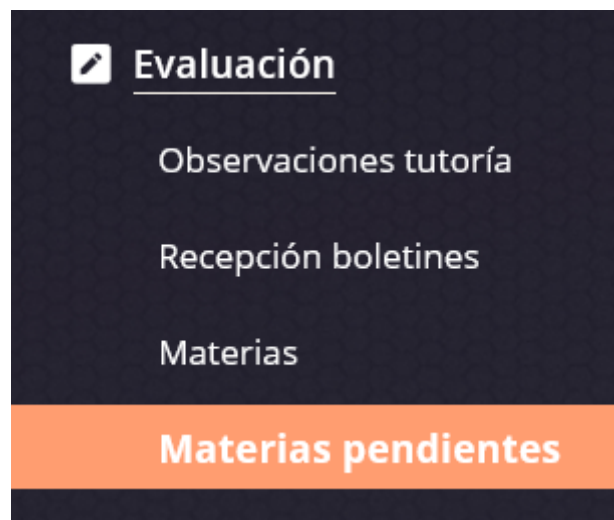 Evaluación
Observaciones tutoría
Recepción boletines
Materias
Materias pendientes